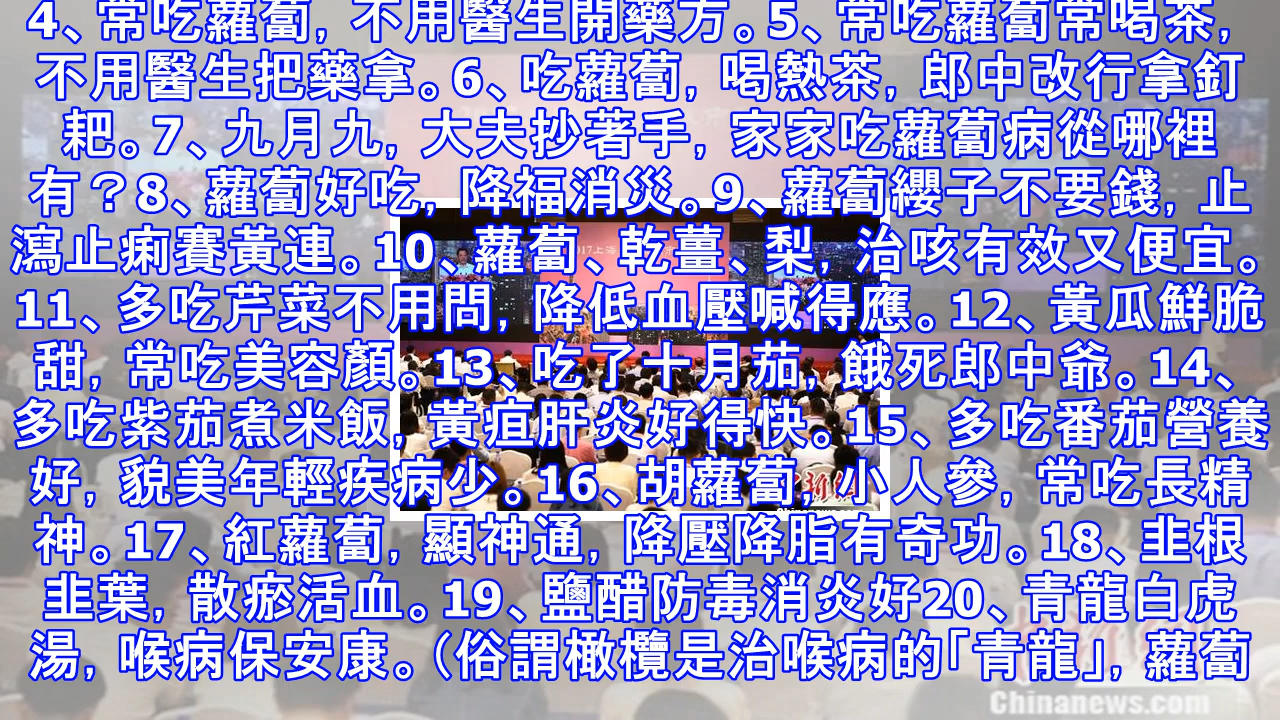 4、常吃蘿蔔, 不用醫生開藥方。5、常吃蘿蔔常喝茶,
不用醫生把藥拿。6、吃蘿蔔, 喝熱茶, 郎中改行拿釘
耙。7、九月九, 大夫抄著手, 家家吃蘿蔔病從哪裡
有？8、蘿蔔好吃, 降福消災。9、蘿蔔纓子不要錢, 止
瀉止痢賽黃連。10、蘿蔔、乾薑、梨, 治咳有效又便宜。
11、多吃芹菜不用問, 降低血壓喊得應。12、黃瓜鮮脆
甜, 常吃美容顏。13、吃了十月茄, 餓死郎中爺。14、
多吃紫茄煮米飯, 黃疸肝炎好得快。15、多吃番茄營養
好, 貌美年輕疾病少。16、胡蘿蔔, 小人參, 常吃長精
神。17、紅蘿蔔, 顯神通, 降壓降脂有奇功。18、韭根
韭葉, 散瘀活血。19、鹽醋防毒消炎好20、青龍白虎
湯, 喉病保安康。（俗謂橄欖是治喉病的「青龍」, 蘿蔔
Chinanews.com